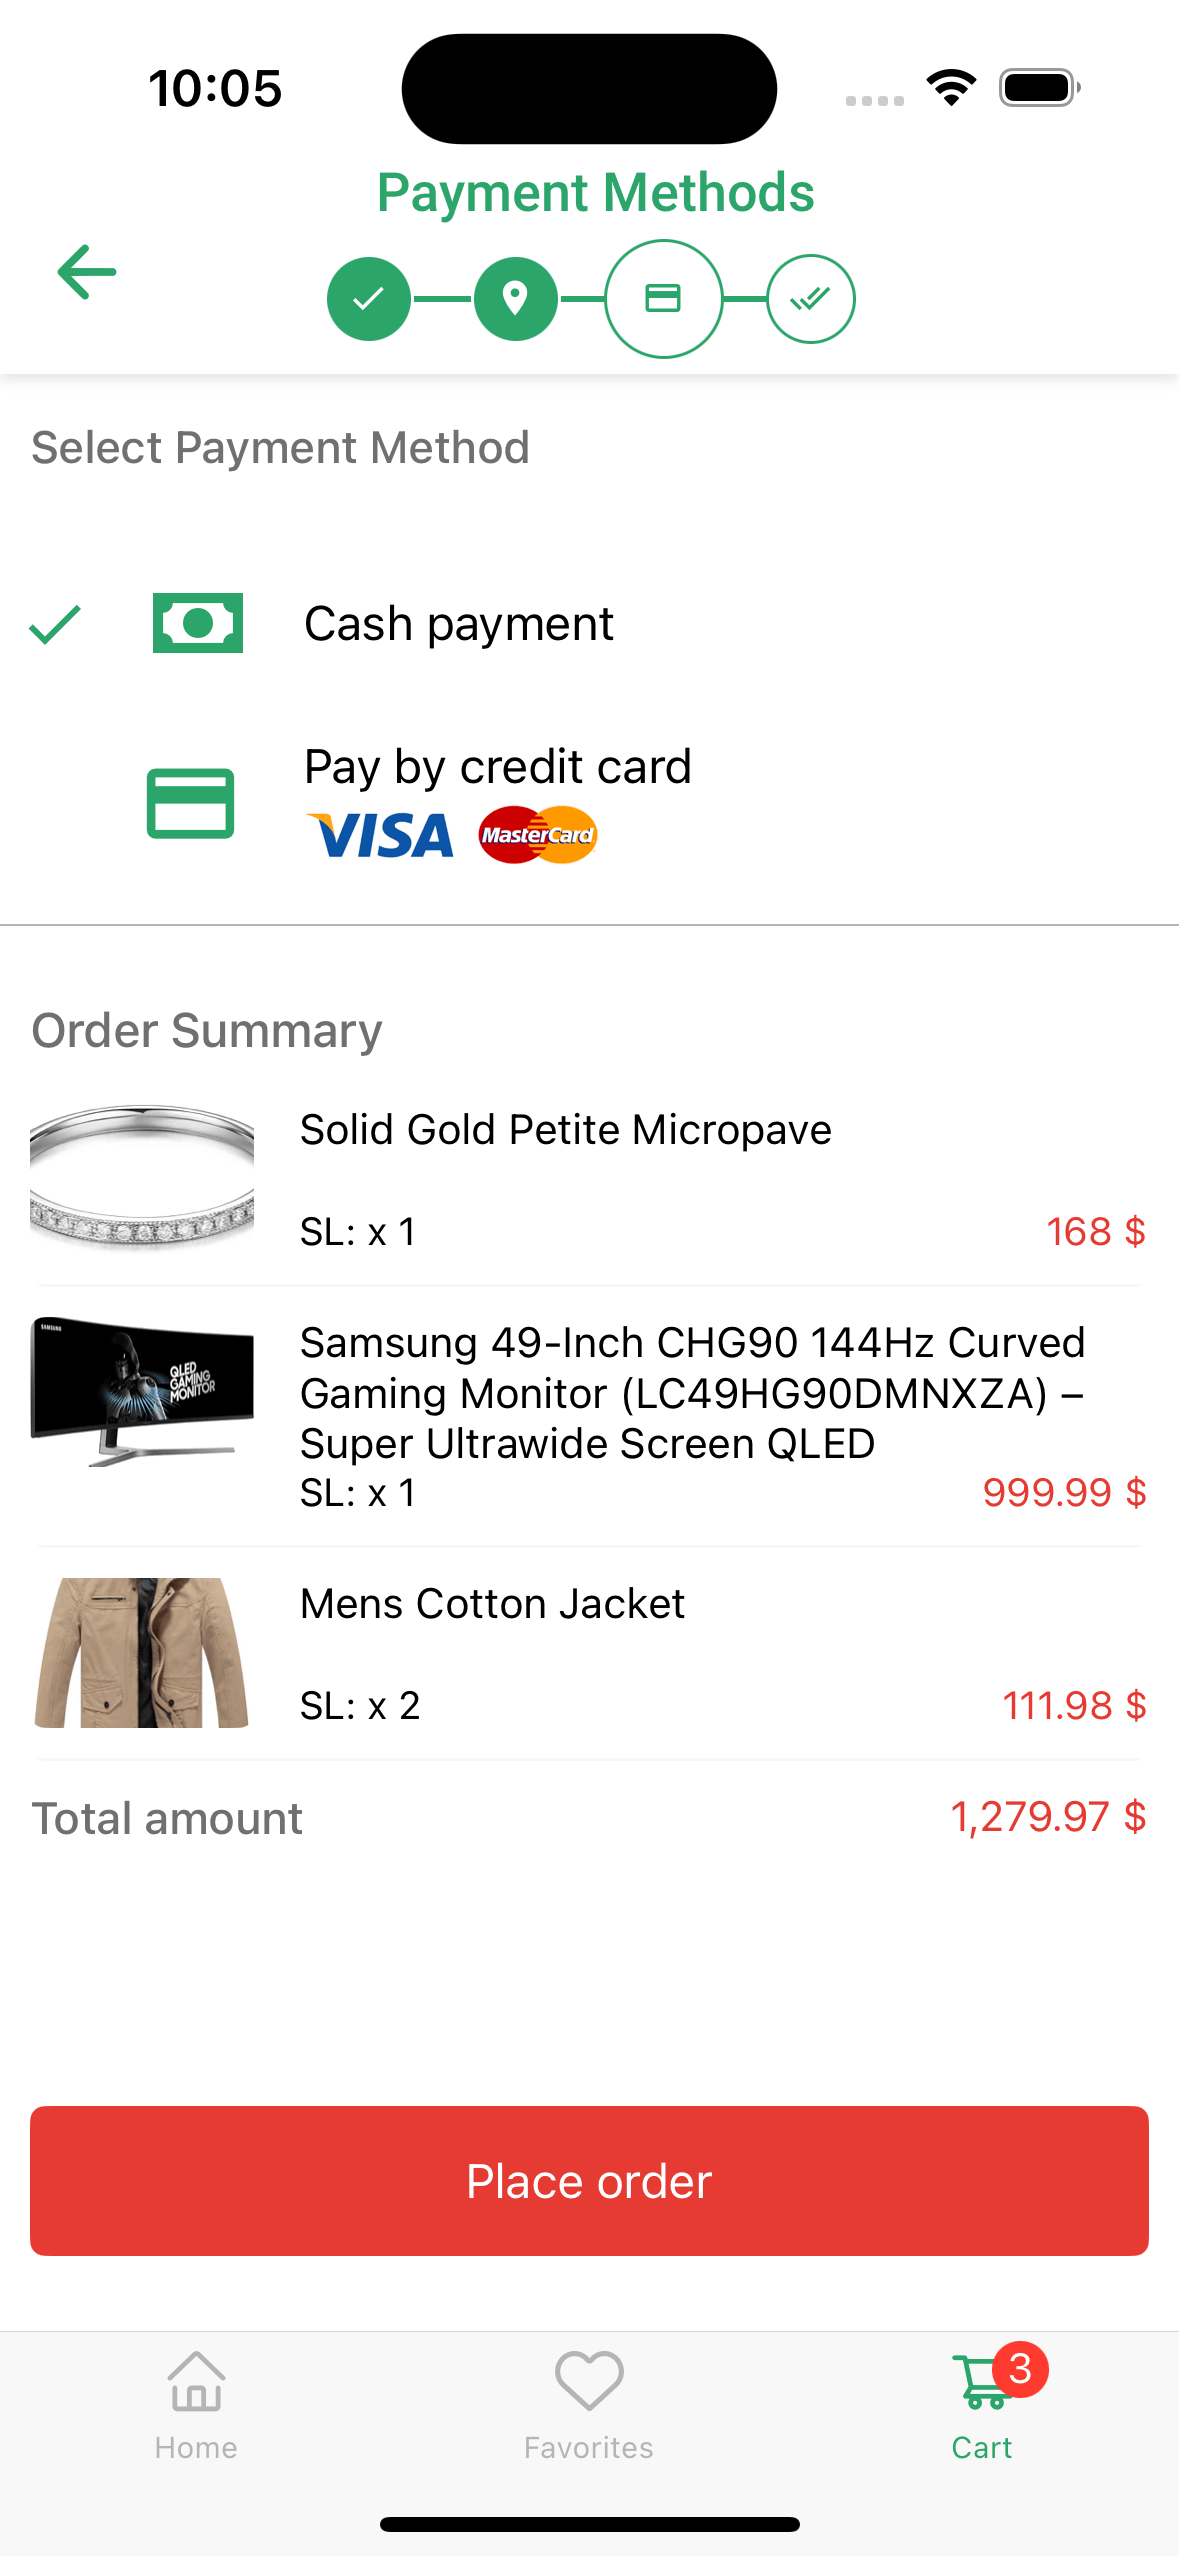 10:05
Payment Methods
Select Payment Method
Cash payment
Pay by credit card
VISA MasterCard
Order Summary
Solid Gold Petite Micropave
SL: x 1
168 $
SAMSUNG
QLED
GAMING
MONITOR
Samsung 49-Inch CHG90 144Hz Curved
Gaming Monitor (LC49HG90DMNXZA) –
Super Ultrawide Screen QLED
SL: x 1
999.99 $
Mens Cotton Jacket
SL: x 2
111.98 $
Total amount
1,279.97 $
Place order
3
Home
Favorites
Cart